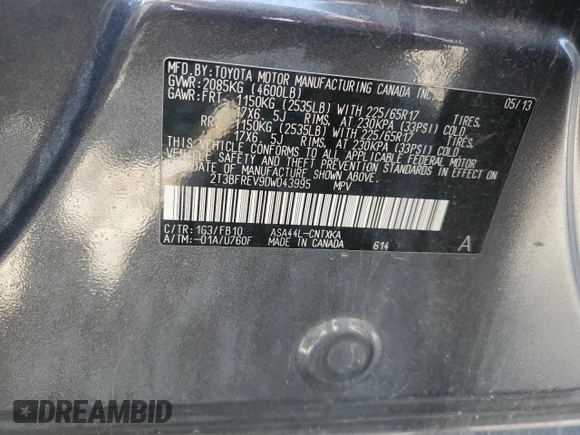 MFD.BY:TOYOTA MOTOR MANUFACTURING CANADA INC. 05/13
GVWR:2085KG (4600LB)
GAWR:FRT- 1150KG (2535LB) WITH 225/65R17 TIRES,
17X6. 5J RIMS, AT 230KPA (33PSI) COLD
RR- 1150KG (2535LB) WITH 225/65R17 TIRES,
17X6. 5J RIMS, AT 230KPA (33PSI) COLD
THIS VEHICLE CONFORMS TO ALL APPLICABLE FEDERAL MOTOR
VEHICLE SAFETY AND THEFT PREVENTION STANDARDS IN EFFECT
ON THE DATE OF MANUFACTURE SHOWN ABOVE.
2T3BFREV9DW043995 MPV
C/TR:1G3/FB10 ASA44L-CNTXKA
A/TM:-01A/U760F MADE IN CANADA 614 A
DREAMBID